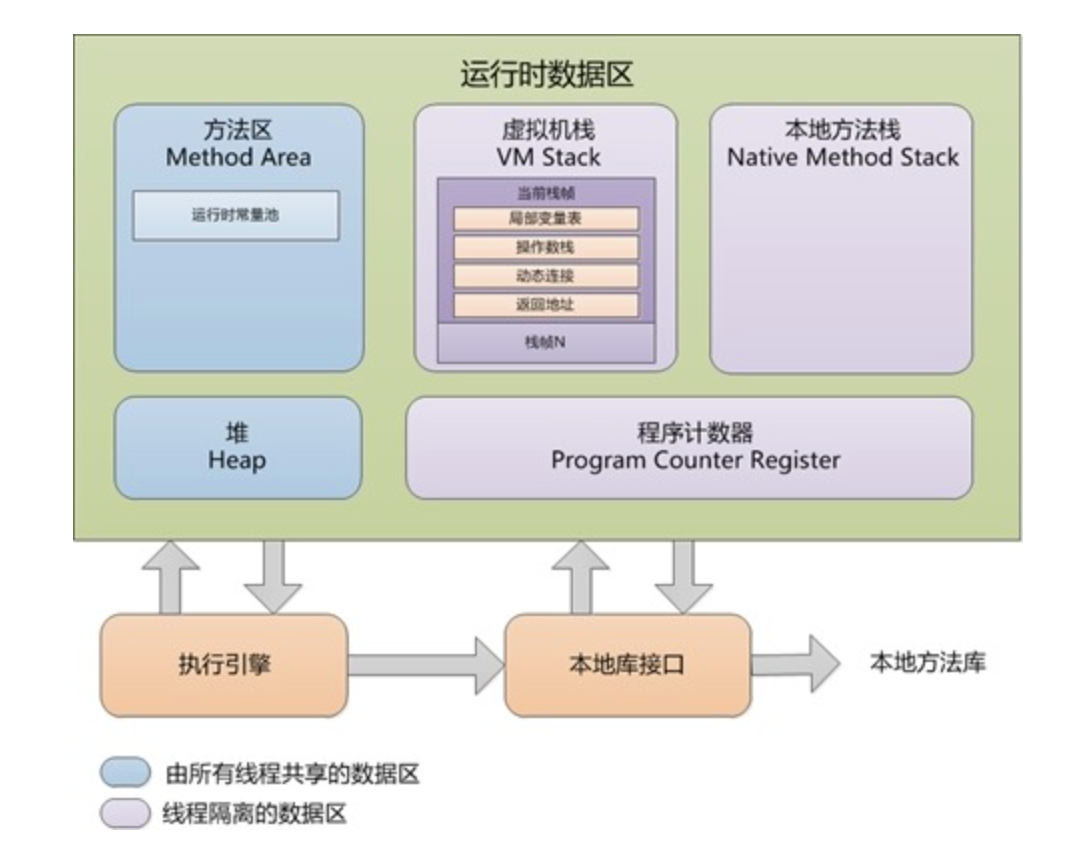 运行时数据区
方法区
Method Area
运行时常量池
虚拟机栈
VM Stack
当前栈帧
局部变量表
操作数栈
动态连接
返回地址
栈帧N
本地方法栈
Native Method Stack
堆
Heap
程序计数器
Program Counter Register
执行引擎
本地库接口
本地方法库
由所有线程共享的数据区
线程隔离的数据区